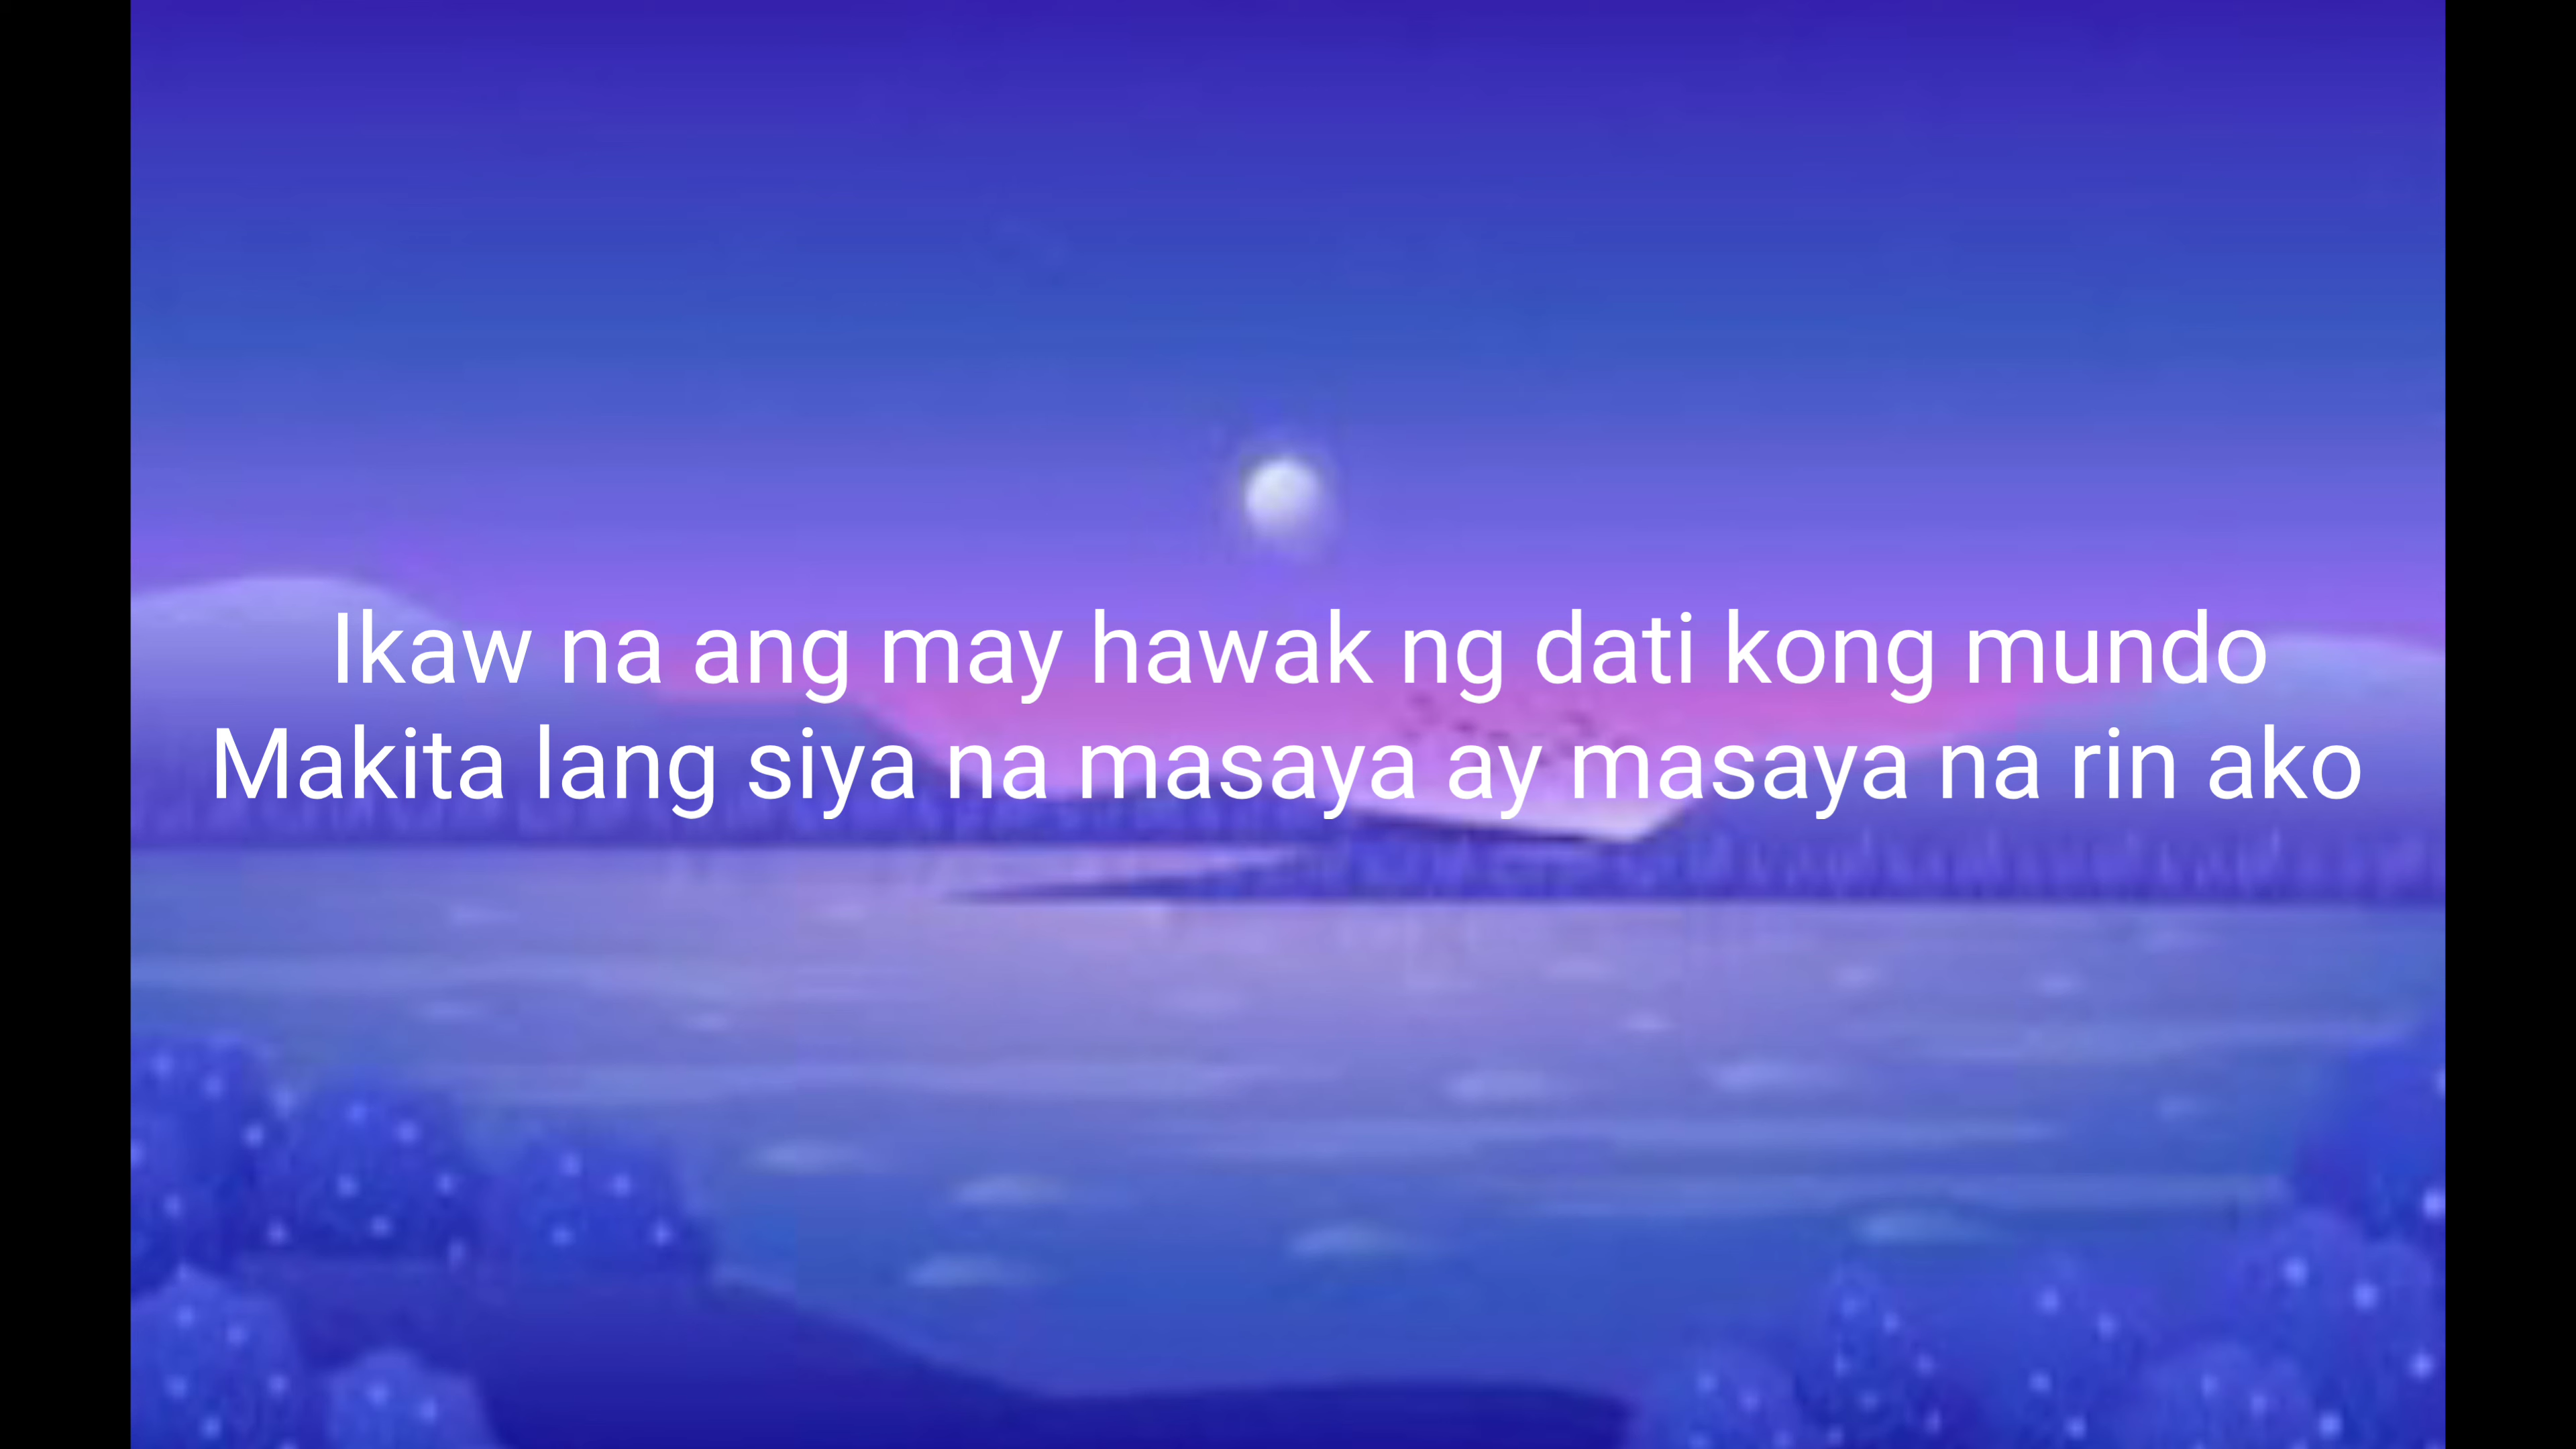 Ikaw na ang may hawak ng dati kong mundo
Makita lang siya na masaya ay masaya na rin ako